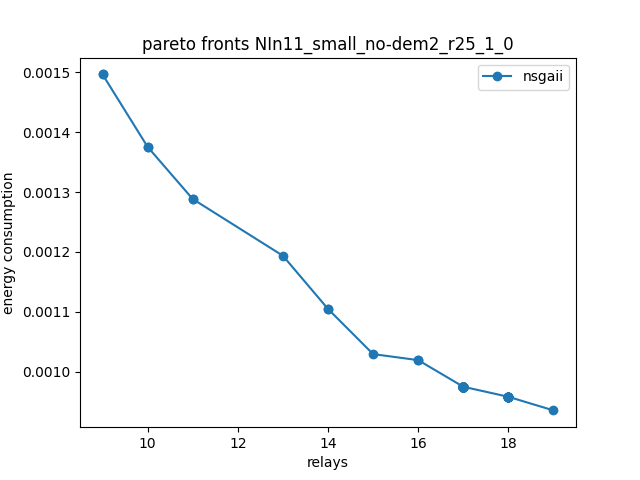 pareto fronts NIn11_small_no-dem2_r25_1_0
nsgaii
energy consumption
0.0015
0.0014
0.0013
0.0012
0.0011
0.0010
10 12 14 16 18
relays